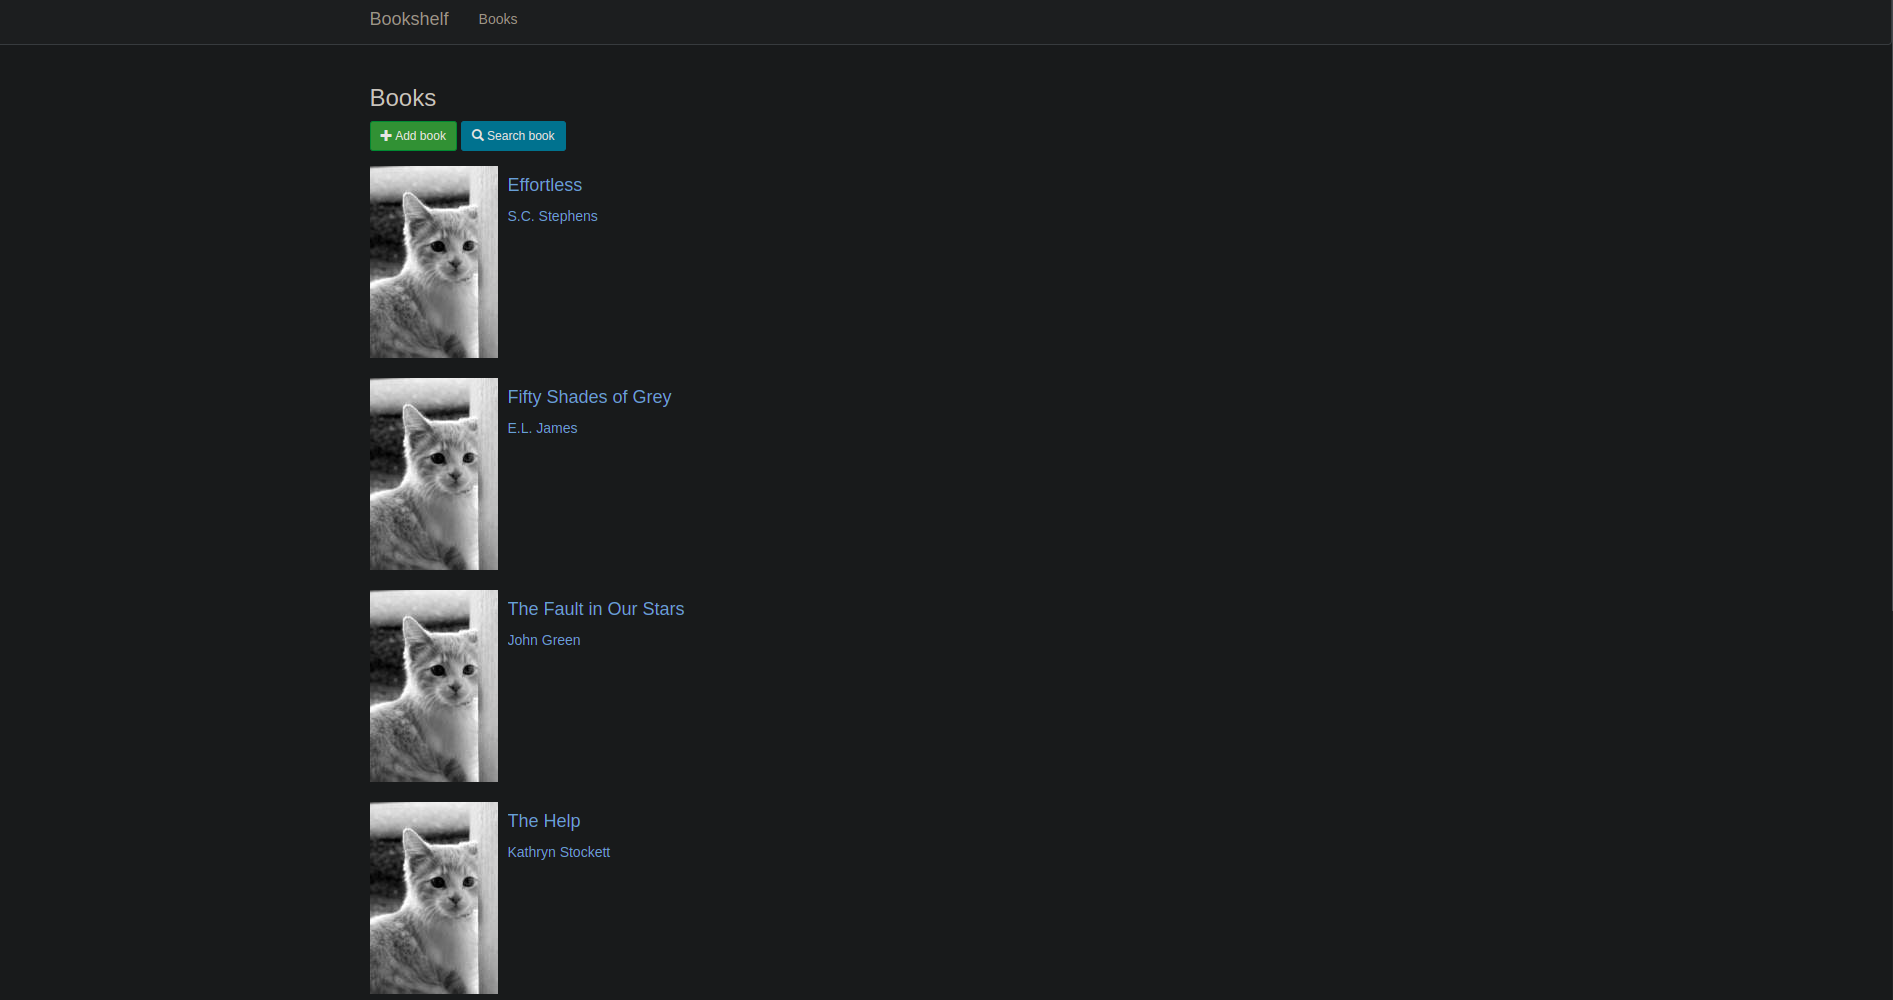 Bookshelf Books
Books
Add book Search book
Effortless
S.C. Stephens
Fifty Shades of Grey
E.L. James
The Fault in Our Stars
John Green
The Help
Kathryn Stockett